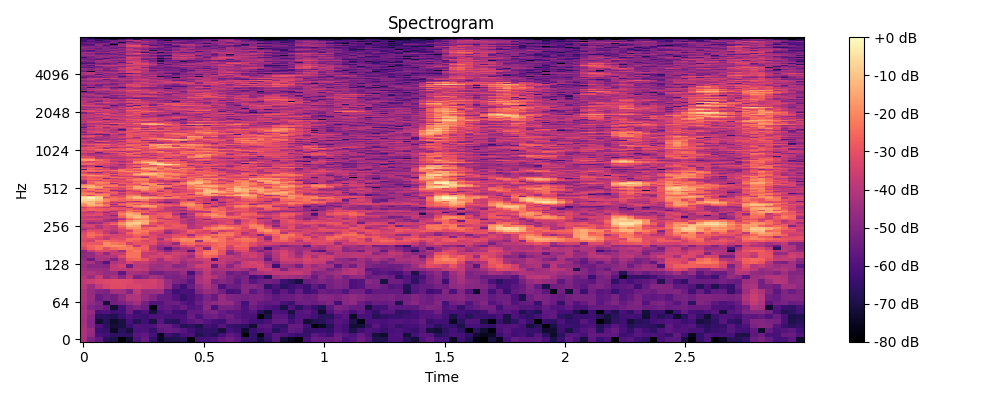 Spectrogram
Hz
4096
2048
1024
512
256
128
64
0
0
0.5
1
1.5
2
2.5
Time
+0 dB
-10 dB
-20 dB
-30 dB
-40 dB
-50 dB
-60 dB
-70 dB
-80 dB